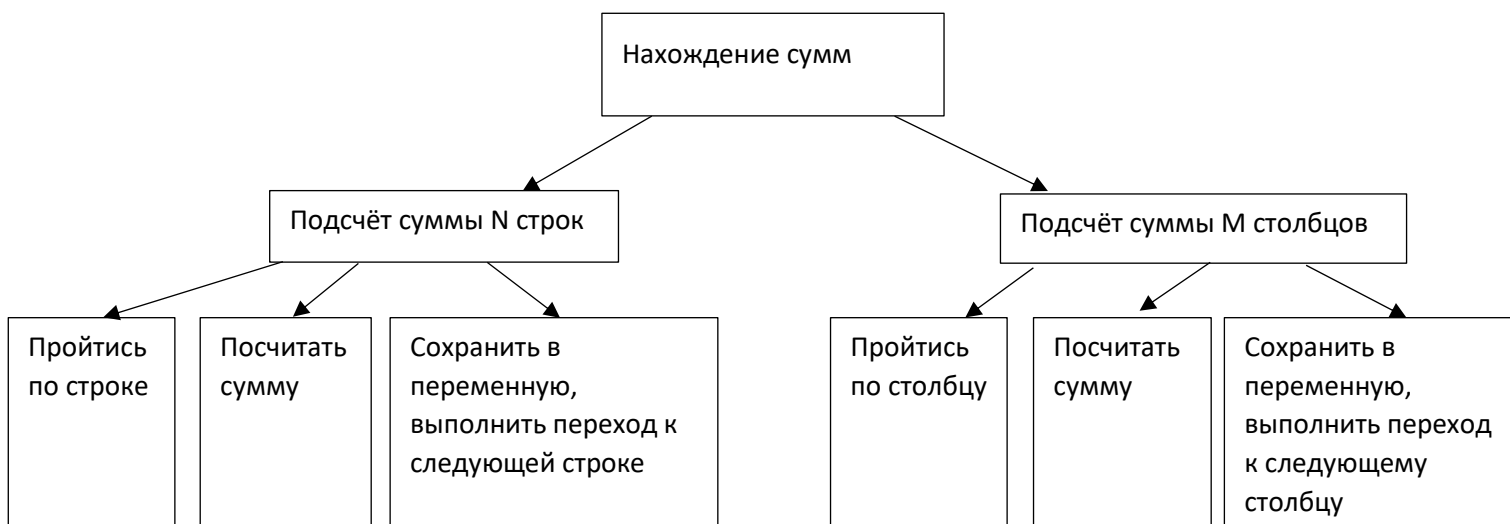 Нахождение сумм
Подсчёт суммы N строк
Подсчёт суммы M столбцов
Пройтись
по строке
Посчитать
сумму
Сохранить в
переменную,
выполнить переход к
следующей строке
Пройтись
по столбцу
Посчитать
сумму
Сохранить в
переменную,
выполнить переход
к следующему
столбцу